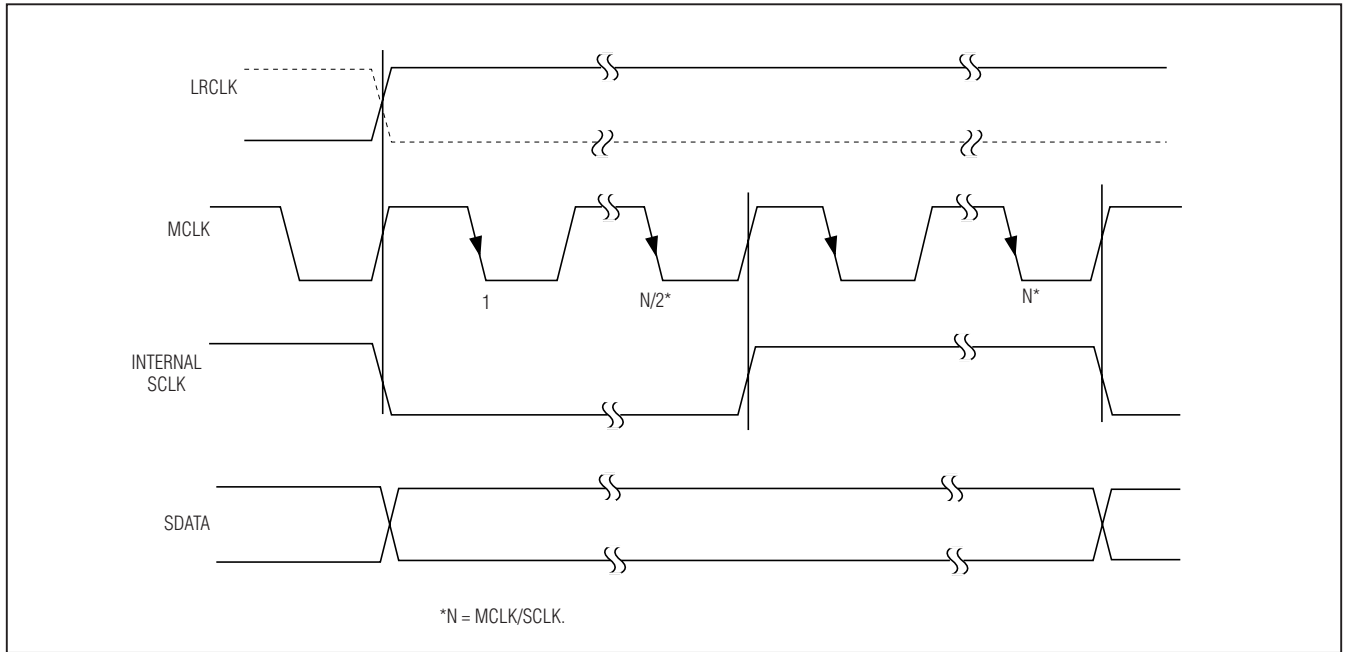 LRCLK
MCLK
1
N/2*
N*
INTERNAL
SCLK
SDATA
*N = MCLK/SCLK.